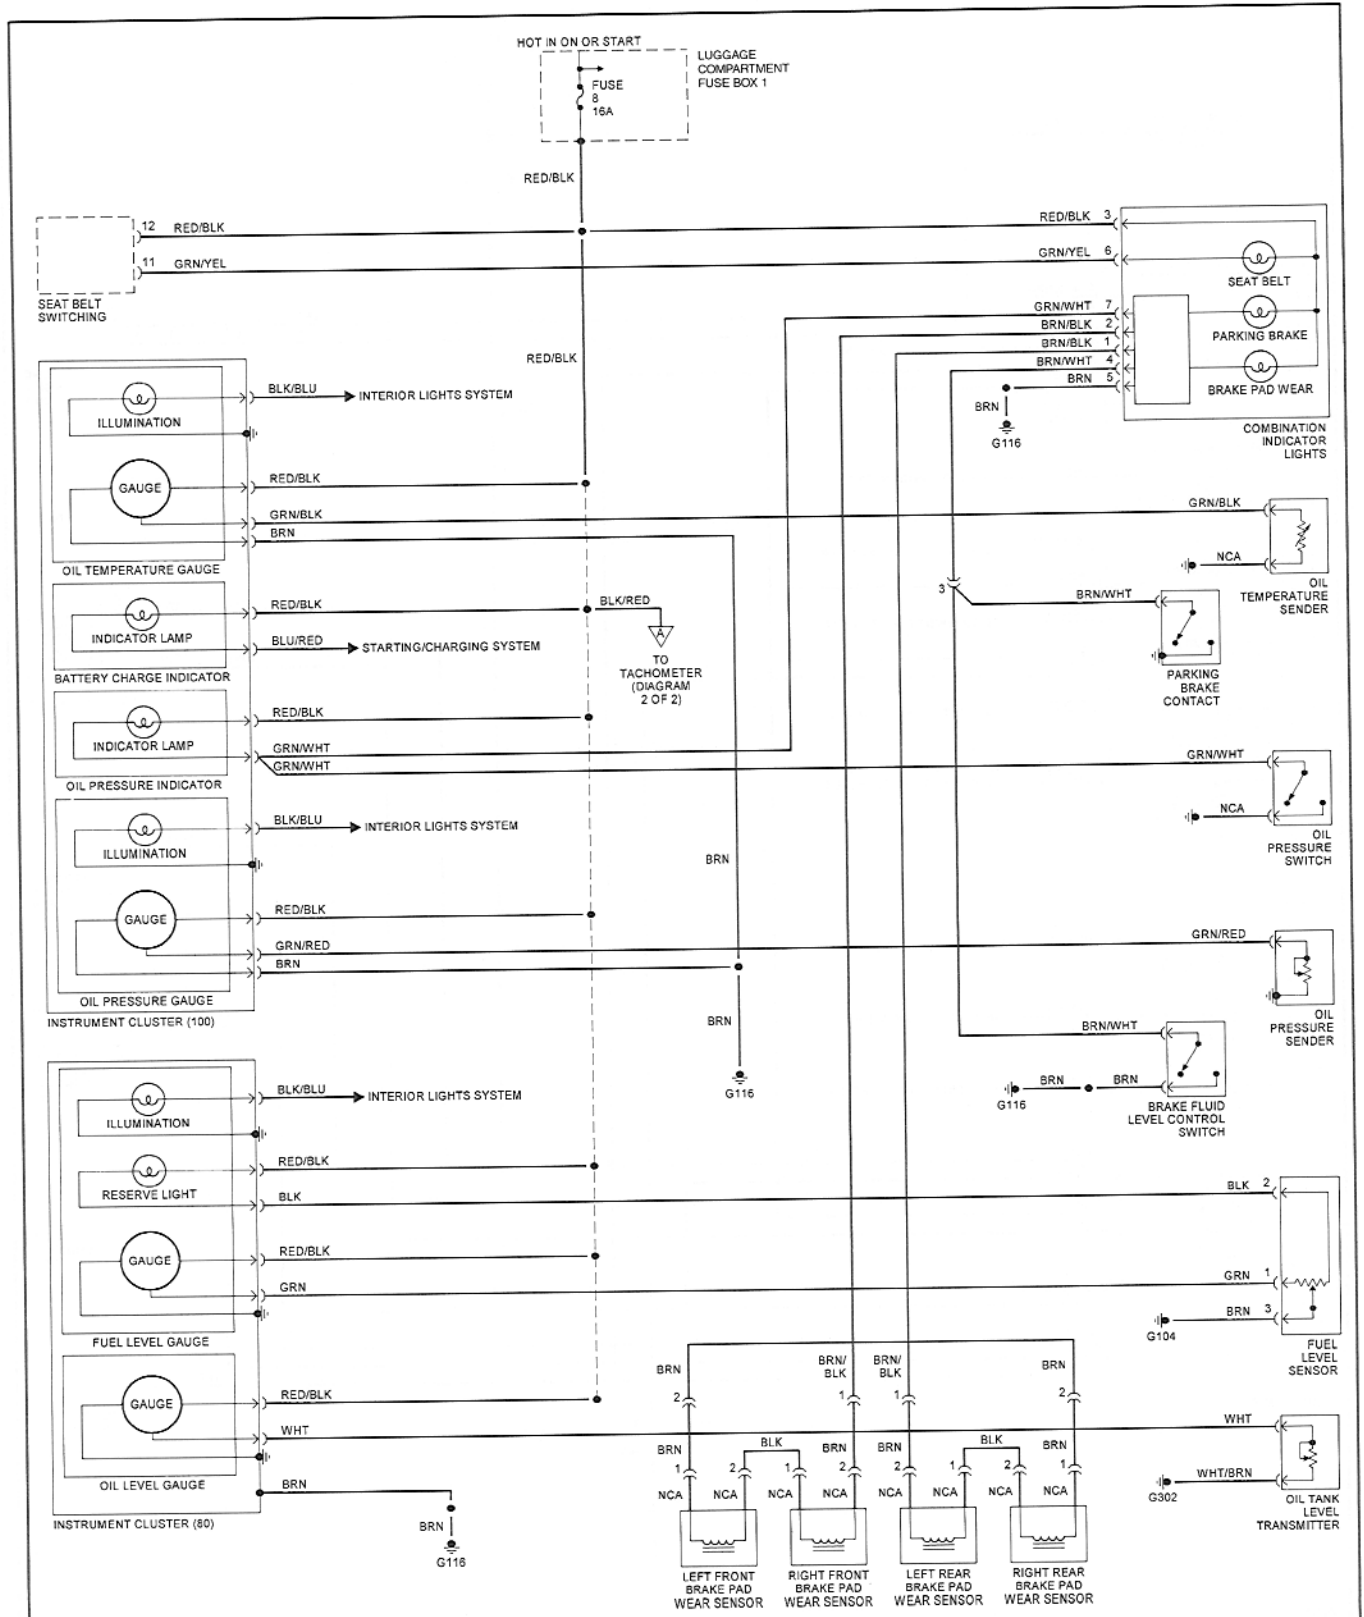 HOT IN ON OR START
LUGGAGE
COMPARTMENT
FUSE BOX 1
FUSE
8
16A
RED/BLK
12 RED/BLK
RED/BLK 3
11 GRN/YEL
GRN/YEL 6
SEAT BELT
SWITCHING
SEAT BELT
GRN/WHT 7
BRN/BLK 2
PARKING BRAKE
BRN/BLK 1
BRN/WHT 4
BRN 5
BRAKE PAD WEAR
BRN
G116
COMBINATION
INDICATOR
LIGHTS
RED/BLK
BLK/BLU
INTERIOR LIGHTS SYSTEM
ILLUMINATION
GAUGE
RED/BLK
GRN/BLK
BRN
OIL TEMPERATURE GAUGE
GRN/BLK
NCA
OIL
TEMPERATURE
SENDER
RED/BLK
BLK/RED
INDICATOR LAMP
BLU/RED
STARTING/CHARGING SYSTEM
BATTERY CHARGE INDICATOR
A
TO
TACHOMETER
(DIAGRAM
2 OF 2)
3
BRN/WHT
PARKING
BRAKE
CONTACT
RED/BLK
INDICATOR LAMP
GRN/WHT
GRN/WHT
OIL PRESSURE INDICATOR
GRN/WHT
NCA
OIL
PRESSURE
SWITCH
BLK/BLU
INTERIOR LIGHTS SYSTEM
ILLUMINATION
BRN
GAUGE
RED/BLK
GRN/RED
BRN
OIL PRESSURE GAUGE
INSTRUMENT CLUSTER (100)
GRN/RED
OIL
PRESSURE
SENDER
BRN
G116
BRN/WHT
G116
BRN
BRN
BRAKE FLUID
LEVEL CONTROL
SWITCH
BLK/BLU
INTERIOR LIGHTS SYSTEM
ILLUMINATION
RED/BLK
RESERVE LIGHT
BLK
BLK 2
GAUGE
RED/BLK
GRN
FUEL LEVEL GAUGE
GRN 1
BRN 3
G104
FUEL
LEVEL
SENSOR
GAUGE
RED/BLK
WHT
OIL LEVEL GAUGE
BRN
INSTRUMENT CLUSTER (80)
BRN
G116
BRN
BRN/
BLK
BRN/
BLK
BRN
2
1
1
2
BRN
BLK
BRN
BRN
BLK
BRN
1
2
1
2
2
1
2
1
NCA
NCA
NCA
NCA
NCA
NCA
NCA
NCA
LEFT FRONT
BRAKE PAD
WEAR SENSOR
RIGHT FRONT
BRAKE PAD
WEAR SENSOR
LEFT REAR
BRAKE PAD
WEAR SENSOR
RIGHT REAR
BRAKE PAD
WEAR SENSOR
WHT
WHT/BRN
G302
OIL TANK
LEVEL
TRANSMITTER